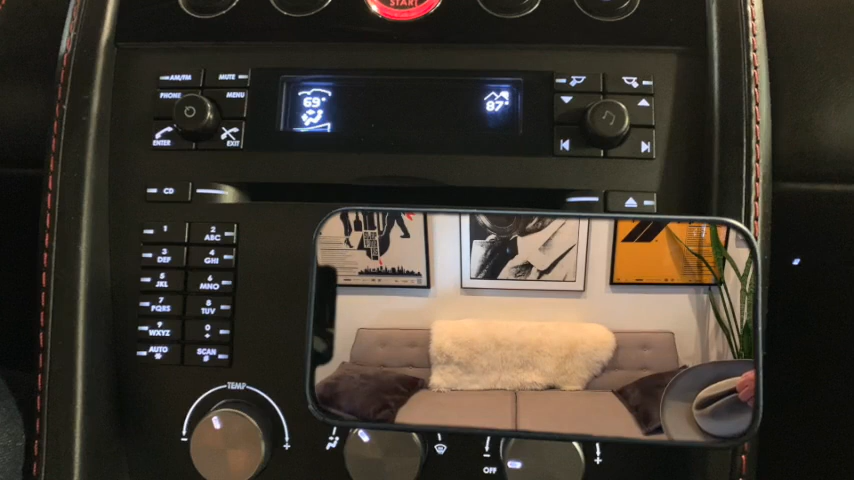 START
AM/FM
MUTE
PHONE
MENU
69°
87°
ENTER
EXIT
CD
1
2
ABC
3
DEF
4
GHI
5
JKL
6
MNO
7
PQRS
8
TUV
9
WXYZ
0
+
AUTO
SCAN
TEMP
- +
OFF
- +